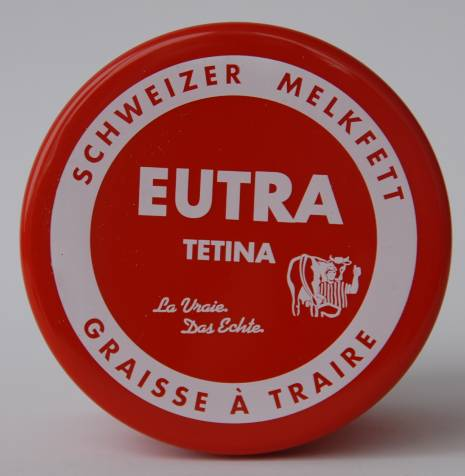 SCHWEIZER MELKFETT
EUTRA
TETINA
La Vraie.
Das Echte.
GRAISSE À TRAIRE